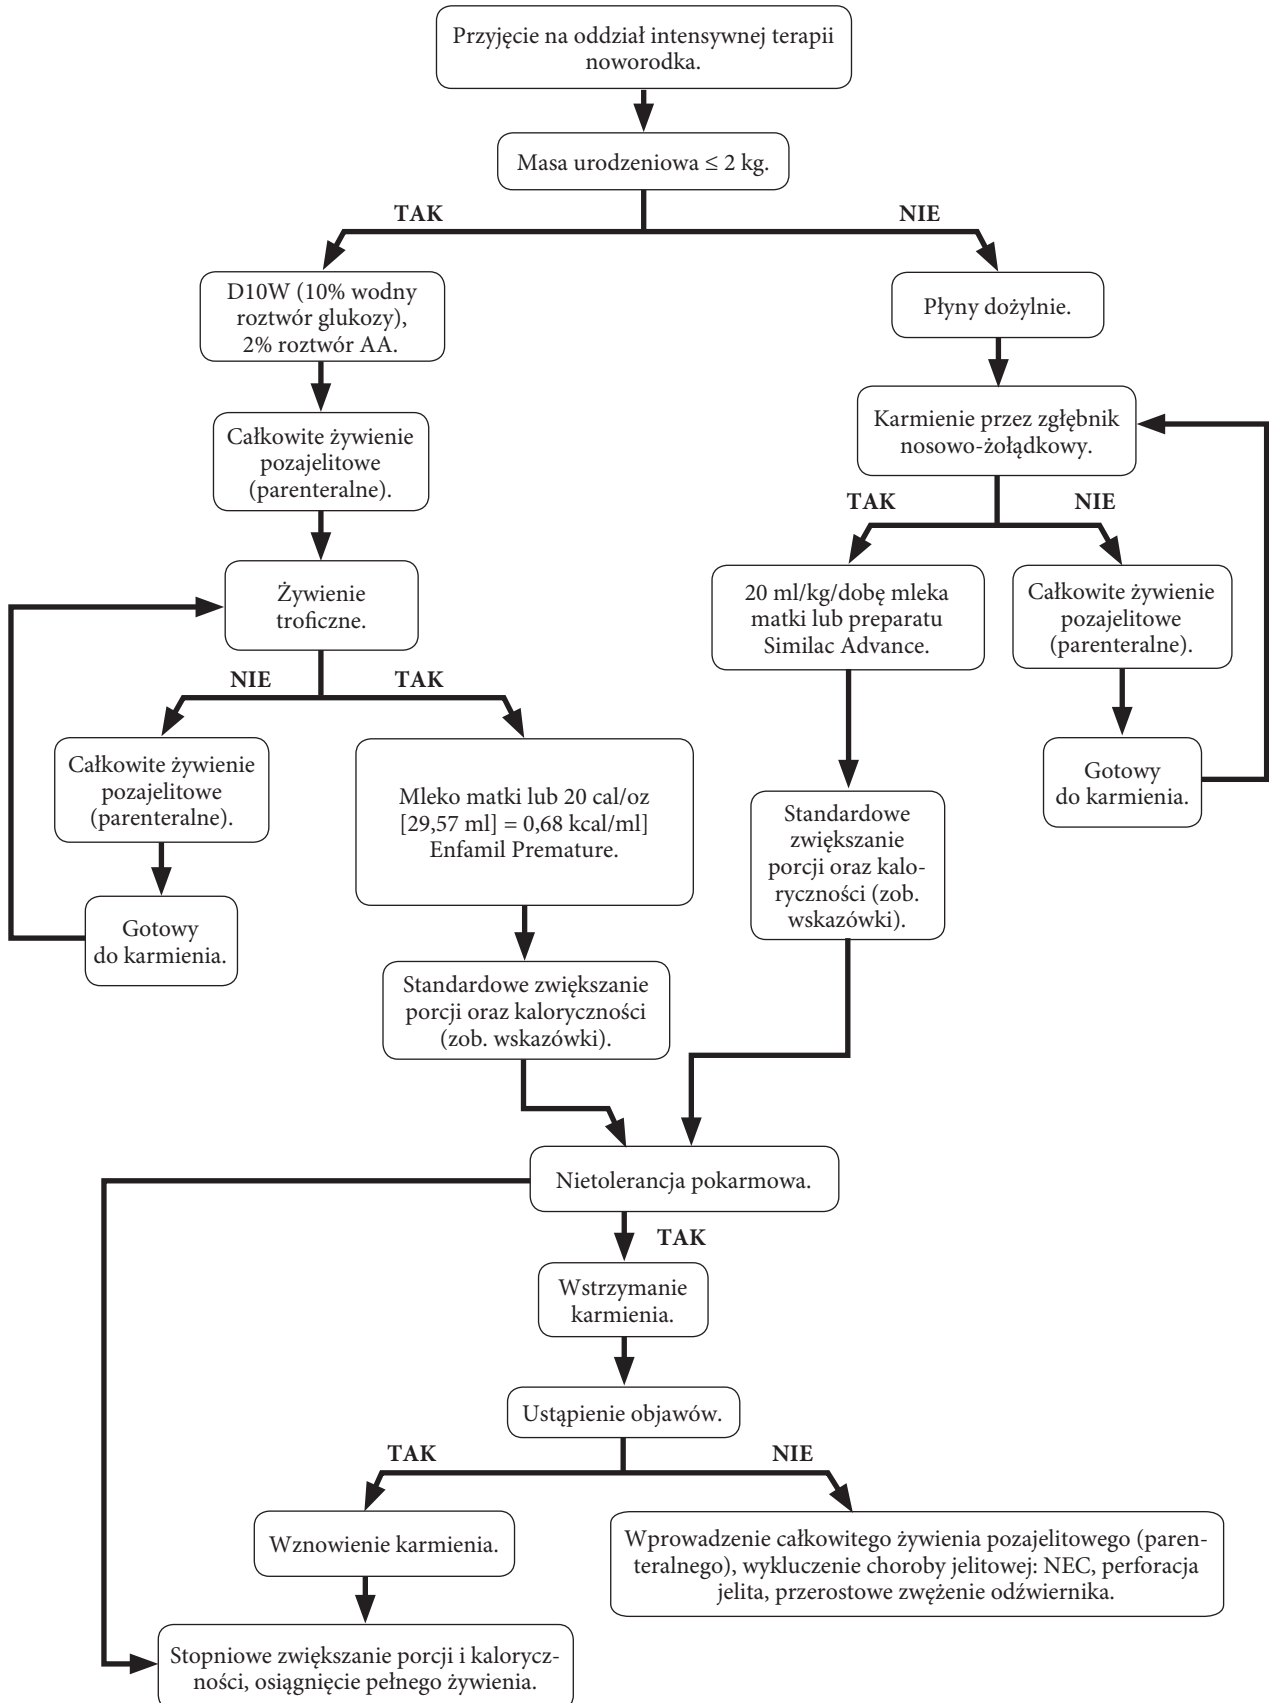 Przyjęcie na oddział intensywnej terapii
noworodka.
Masa urodzeniowa ≤ 2 kg.
TAK
NIE
D10W (10% wodny
roztwór glukozy),
2% roztwór AA.
Płyny dożylnie.
Całkowite żywienie
pozajelitowe
(parenteralne).
Karmienie przez zgłębnik
nosowo-żołądkowy.
TAK
NIE
Żywienie
troficzne.
20 ml/kg/dobę mleka
matki lub preparatu
Similac Advance.
Całkowite żywienie
pozajelitowe
(parenteralne).
NIE
TAK
Całkowite żywienie
pozajelitowe
(parenteralne).
Mleko matki lub 20 cal/oz
[29,57 ml] = 0,68 kcal/ml]
Enfamil Premature.
Gotowy
do karmienia.
Standardowe
zwiększanie
porcji oraz kalo-
ryczności (zob.
wskazówki).
Gotowy
do karmienia.
Standardowe zwiększanie
porcji oraz kaloryczności
(zob. wskazówki).
Nietolerancja pokarmowa.
TAK
Wstrzymanie
karmienia.
Ustąpienie objawów.
TAK
NIE
Wznowienie karmienia.
Wprowadzenie całkowitego żywienia pozajelitowego (paren-
teralnego), wykluczenie choroby jelitowej: NEC, perforacja
jelita, przerostowe zwężenie odźwiernika.
Stopniowe zwiększanie porcji i kalorycz-
ności, osiągnięcie pełnego żywienia.